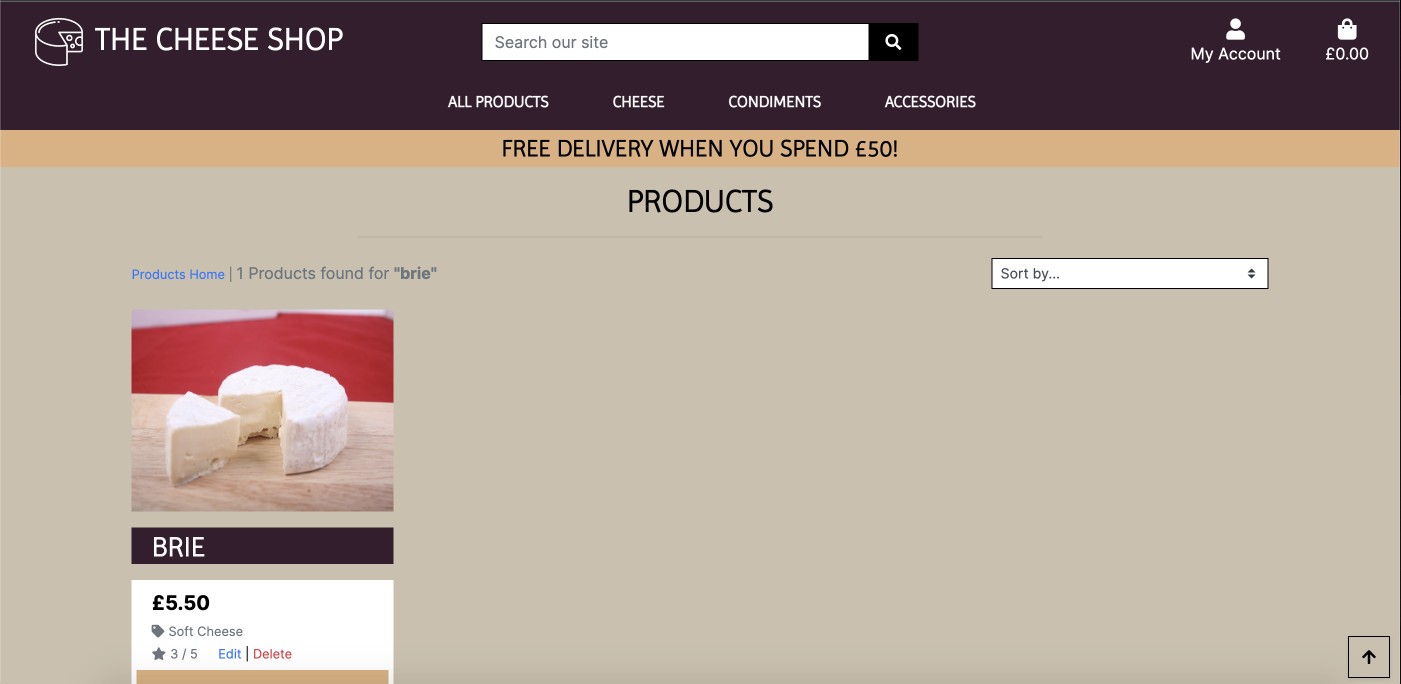 THE CHEESE SHOP
Search our site
My Account
£0.00
ALL PRODUCTS CHEESE CONDIMENTS ACCESSORIES
FREE DELIVERY WHEN YOU SPEND £50!
PRODUCTS
Products Home | 1 Products found for "brie"
Sort by...
BRIE
£5.50
Soft Cheese
3 / 5 Edit | Delete